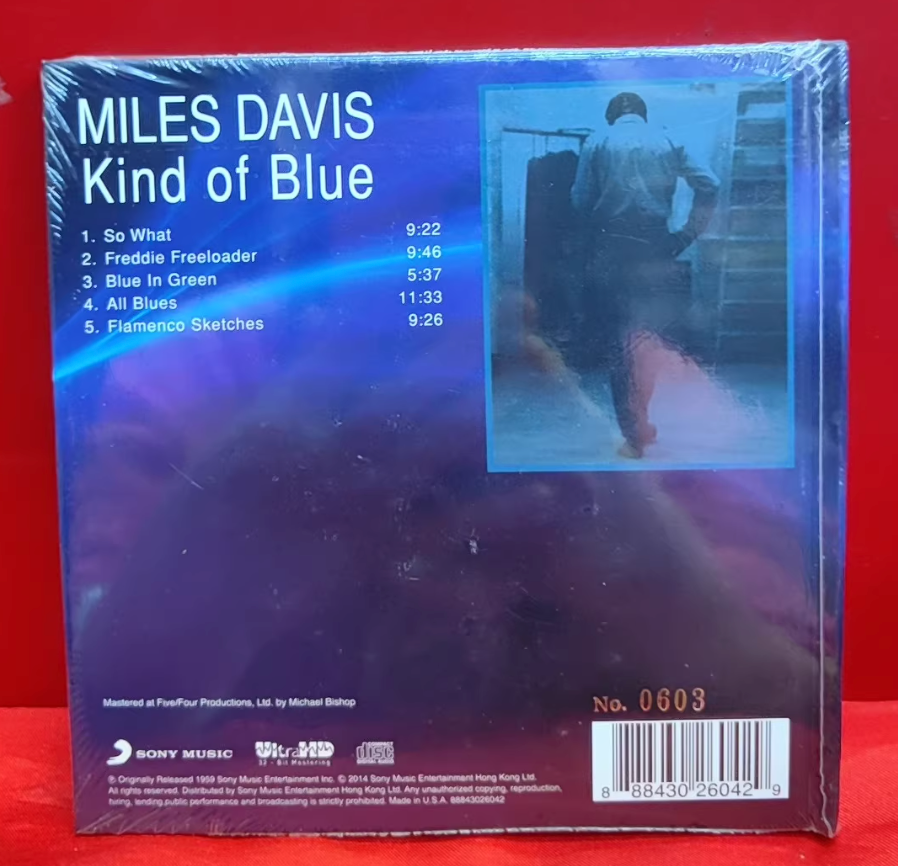 MILES DAVIS
Kind of Blue
1. So What 9:22
2. Freddie Freeloader 9:46
3. Blue In Green 5:37
4. All Blues 11:33
5. Flamenco Sketches 9:26
Mastered at Five/Four Productions, Ltd. by Michael Bishop
No. 0603
SONY MUSIC
UltraHD
32 - Bit Mastering
COMPACT
disc
DIGITAL AUDIO
℗ Originally Released 1959 Sony Music Entertainment Inc. © 2014 Sony Music Entertainment Hong Kong Ltd.
All rights reserved. Distributed by Sony Music Entertainment Hong Kong Ltd. Any unauthorized copying, reproduction,
hiring, lending, public performance and broadcasting is strictly prohibited. Made in U.S.A. 88843026042
8 88430 26042 9